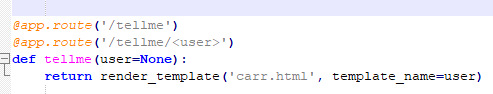 @app.route('/tellme')
@app.route('/tellme/<user>')
def tellme(user=None):
    return render_template('carr.html', template_name=user)